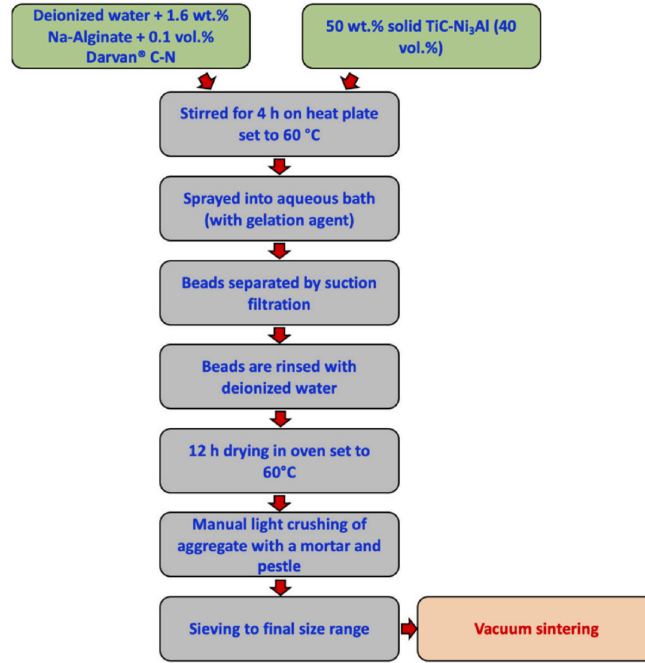 Deionized water + 1.6 wt.%
Na-Alginate + 0.1 vol.%
Darvan® C-N
50 wt.% solid TiC-Ni₃Al (40
vol.%)
Stirred for 4 h on heat plate
set to 60 °C
Sprayed into aqueous bath
(with gelation agent)
Beads separated by suction
filtration
Beads are rinsed with
deionized water
12 h drying in oven set to
60°C
Manual light crushing of
aggregate with a mortar and
pestle
Sieving to final size range
Vacuum sintering